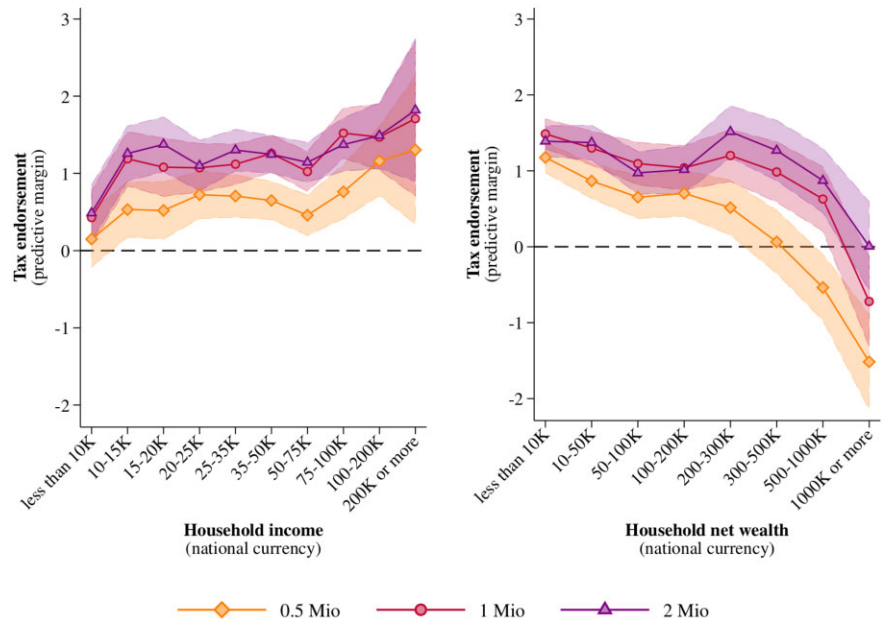 Tax endorsement
(predictive margin)
3
2
1
0
-1
-2
less than 10K
10-15K
15-20K
20-25K
25-35K
35-50K
50-75K
75-100K
100-200K
200K or more
Household income
(national currency)
Tax endorsement
(predictive margin)
3
2
1
0
-1
-2
less than 10K
10-50K
50-100K
100-200K
200-300K
300-500K
500-1000K
1000K or more
Household net wealth
(national currency)
0.5 Mio
1 Mio
2 Mio